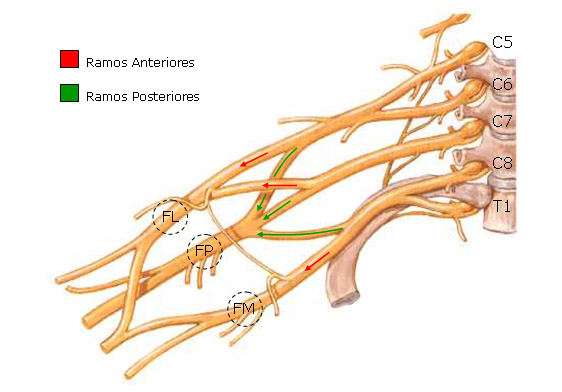 C5
Ramos Anteriores
C6
Ramos Posteriores
C7
C8
T1
FL
FP
FM